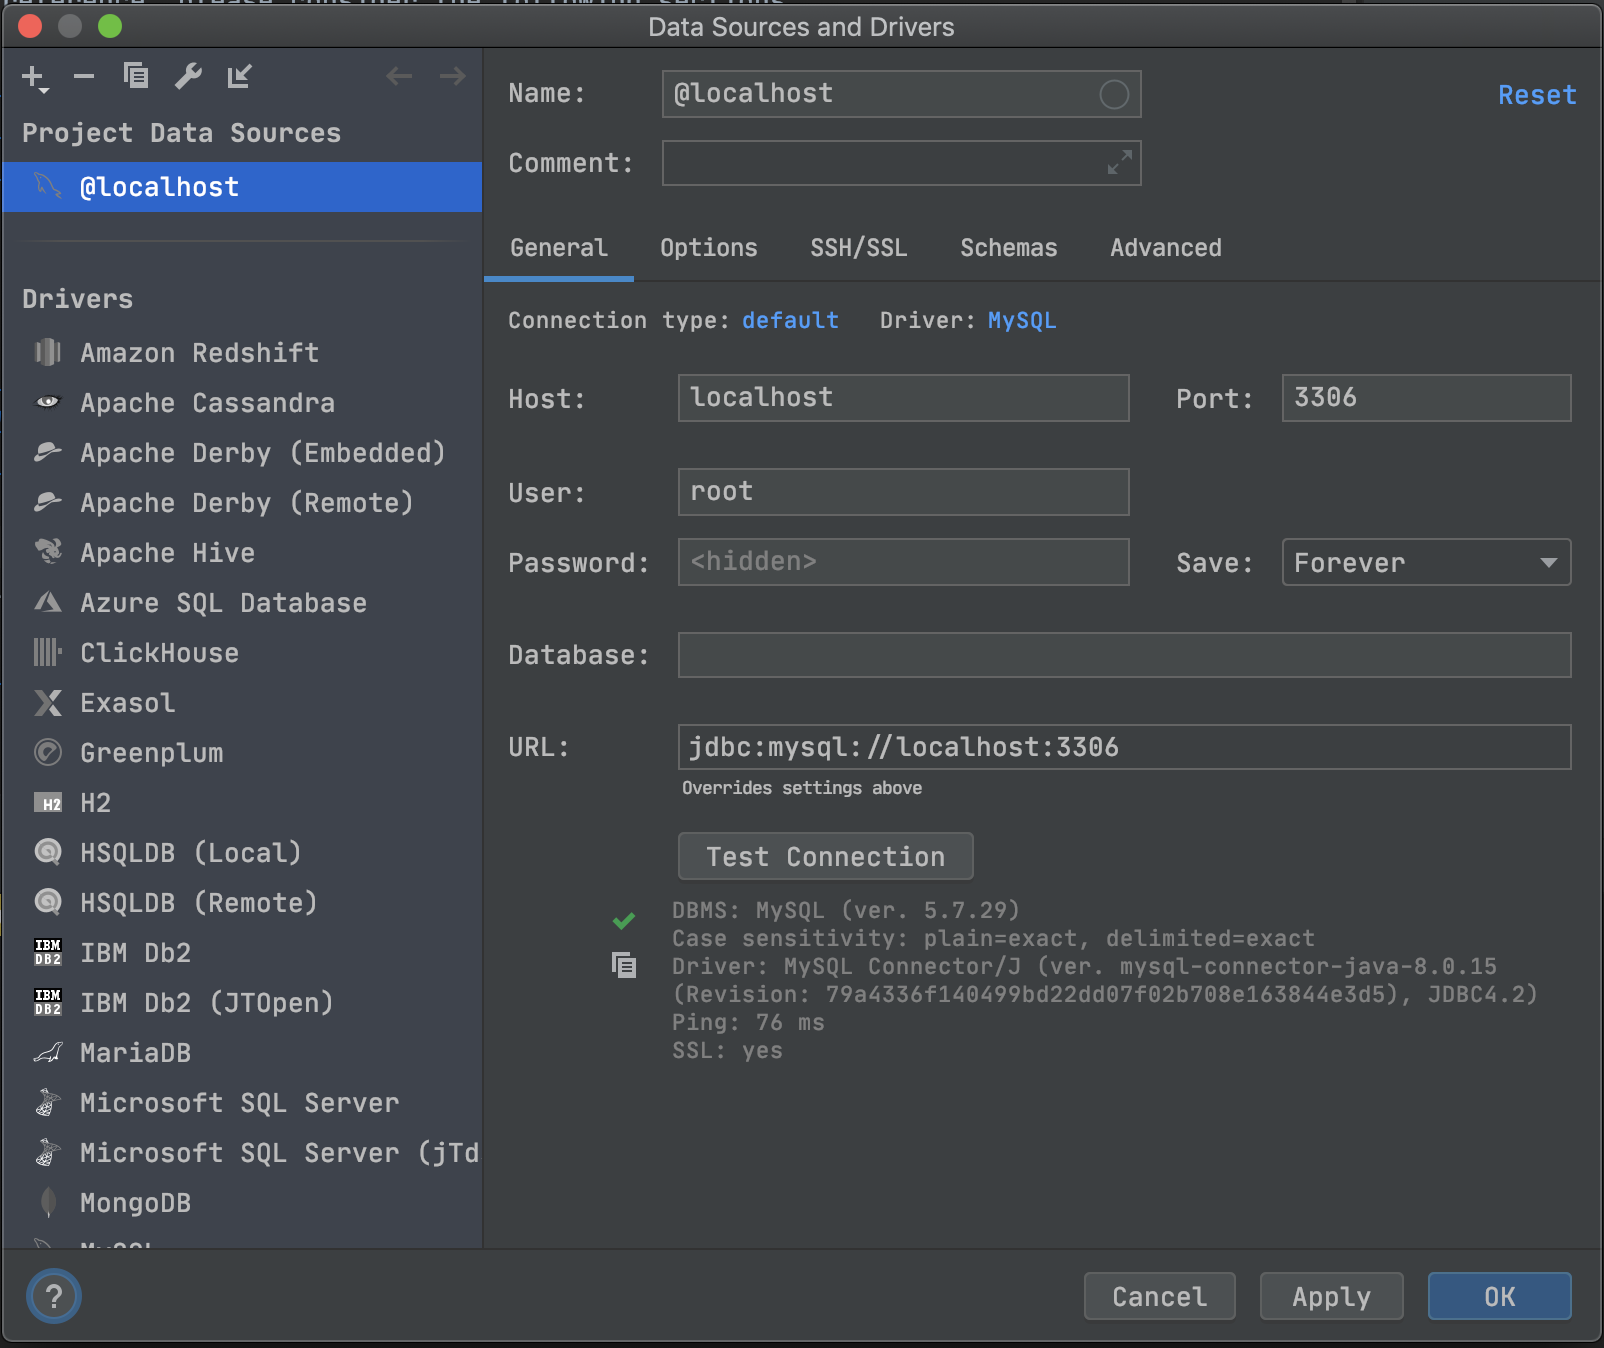 Data Sources and Drivers
Project Data Sources
@localhost
Drivers
Amazon Redshift
Apache Cassandra
Apache Derby (Embedded)
Apache Derby (Remote)
Apache Hive
Azure SQL Database
ClickHouse
Exasol
Greenplum
H2 H2
HSQLDB (Local)
HSQLDB (Remote)
IBM DB2 IBM Db2
IBM DB2 IBM Db2 (JTOpen)
MariaDB
Microsoft SQL Server
Microsoft SQL Server (jTd
MongoDB
MySQL
Name: @localhost Reset
Comment:
General Options SSH/SSL Schemas Advanced
Connection type: default Driver: MySQL
Host: localhost Port: 3306
User: root
Password: <hidden> Save: Forever
Database:
URL: jdbc:mysql://localhost:3306
Overrides settings above
Test Connection
DBMS: MySQL (ver. 5.7.29)
Case sensitivity: plain=exact, delimited=exact
Driver: MySQL Connector/J (ver. mysql-connector-java-8.0.15
(Revision: 79a4336f140499bd22dd07f02b708e163844e3d5), JDBC4.2)
Ping: 76 ms
SSL: yes
? Cancel Apply OK